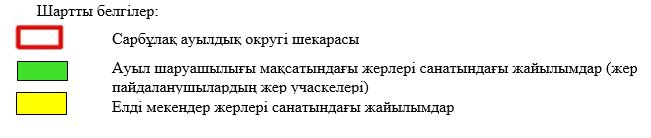 Шартты белгілер:
Сарбұлақ ауылдық округі шекарасы
Ауыл шаруашылығы мақсатындағы жерлері санатындағы жайылымдар (жер
пайдаланушылардың жер учаскелері)
Елді мекендер жерлері санатындағы жайылымдар